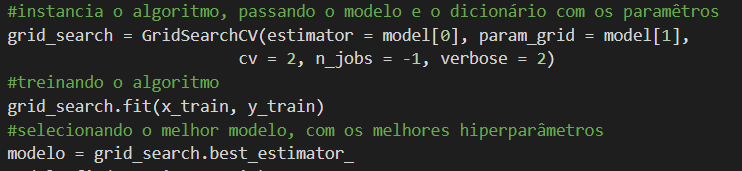 #instancia o algoritmo, passando o modelo e o dicionário com os paramêtros
grid_search = GridSearchCV(estimator = model[0], param_grid = model[1],
cv = 2, n_jobs = -1, verbose = 2)
#treinando o algoritmo
grid_search.fit(x_train, y_train)
#selecionando o melhor modelo, com os melhores hiperparâmetros
modelo = grid_search.best_estimator_